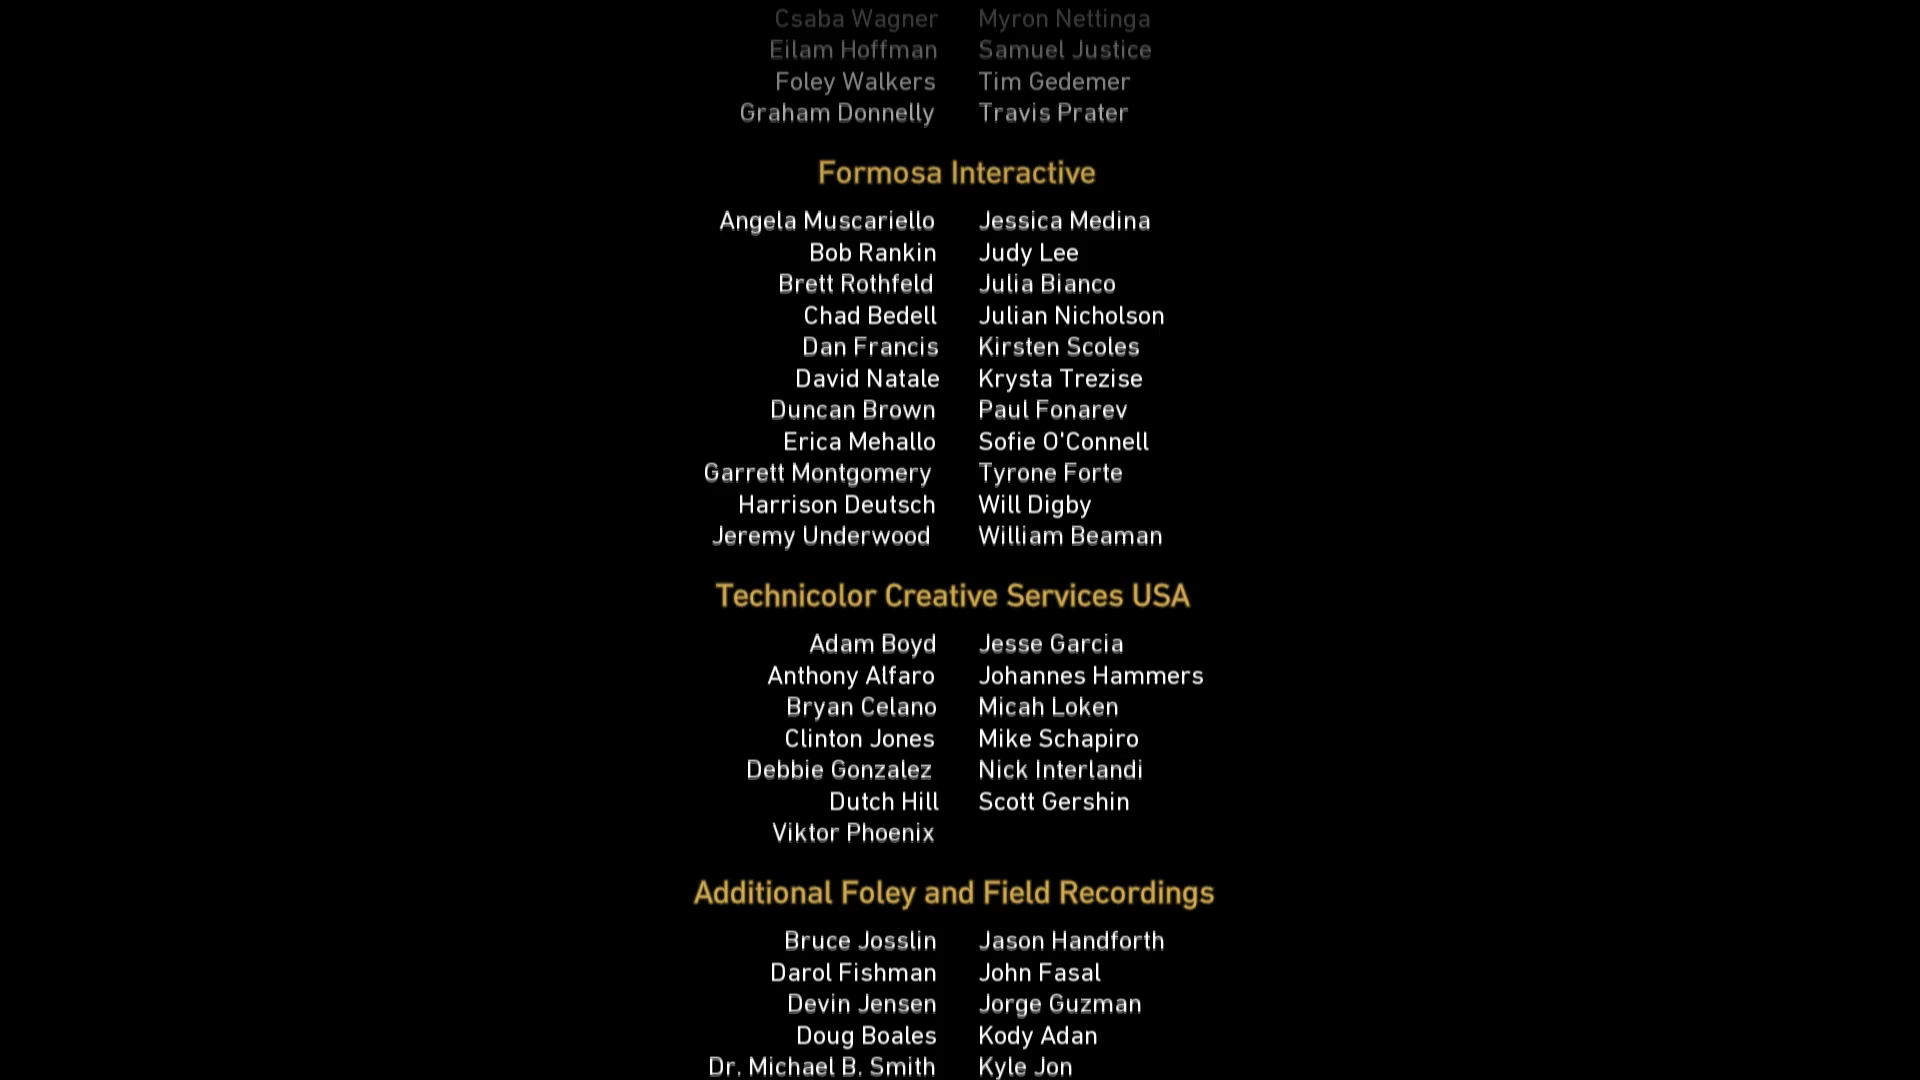 Csaba Wagner Myron Nettinga
Eilam Hoffman Samuel Justice
Foley Walkers Tim Gedemer
Graham Donnelly Travis Prater
Formosa Interactive
Angela Muscariello Jessica Medina
Bob Rankin Judy Lee
Brett Rothfeld Julia Bianco
Chad Bedell Julian Nicholson
Dan Francis Kirsten Scoles
David Natale Krysta Trezise
Duncan Brown Paul Fonarev
Erica Mehallo Sofie O'Connell
Garrett Montgomery Tyrone Forte
Harrison Deutsch Will Digby
Jeremy Underwood William Beaman
Technicolor Creative Services USA
Adam Boyd Jesse Garcia
Anthony Alfaro Johannes Hammers
Bryan Celano Micah Loken
Clinton Jones Mike Schapiro
Debbie Gonzalez Nick Interlandi
Dutch Hill Scott Gershin
Viktor Phoenix
Additional Foley and Field Recordings
Bruce Josslin Jason Handforth
Darol Fishman John Fasal
Devin Jensen Jorge Guzman
Doug Boales Kody Adan
Dr. Michael B. Smith Kyle Jon